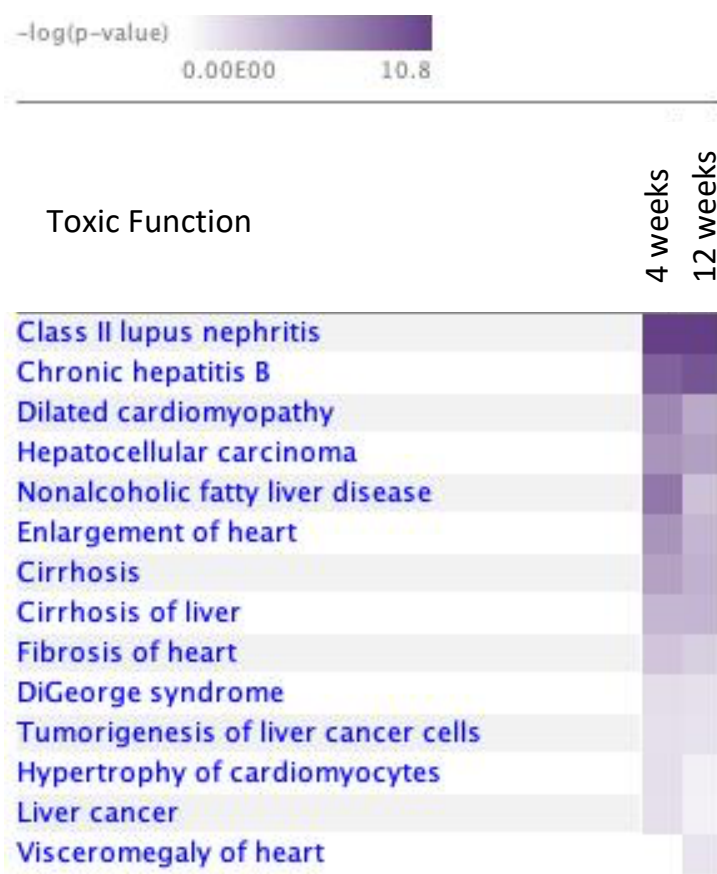 -log(p-value)
0.00E00 10.8
Toxic Function
4 weeks
12 weeks
Class II lupus nephritis
Chronic hepatitis B
Dilated cardiomyopathy
Hepatocellular carcinoma
Nonalcoholic fatty liver disease
Enlargement of heart
Cirrhosis
Cirrhosis of liver
Fibrosis of heart
DiGeorge syndrome
Tumorigenesis of liver cancer cells
Hypertrophy of cardiomyocytes
Liver cancer
Visceromegaly of heart